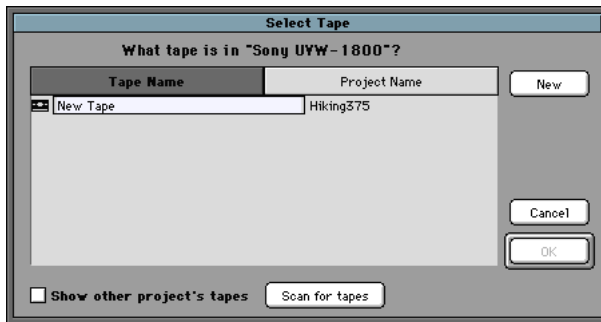 Select Tape
What tape is in "Sony UVW-1800"?
Tape Name Project Name New
New Tape Hiking375
Cancel
OK
Show other project's tapes Scan for tapes